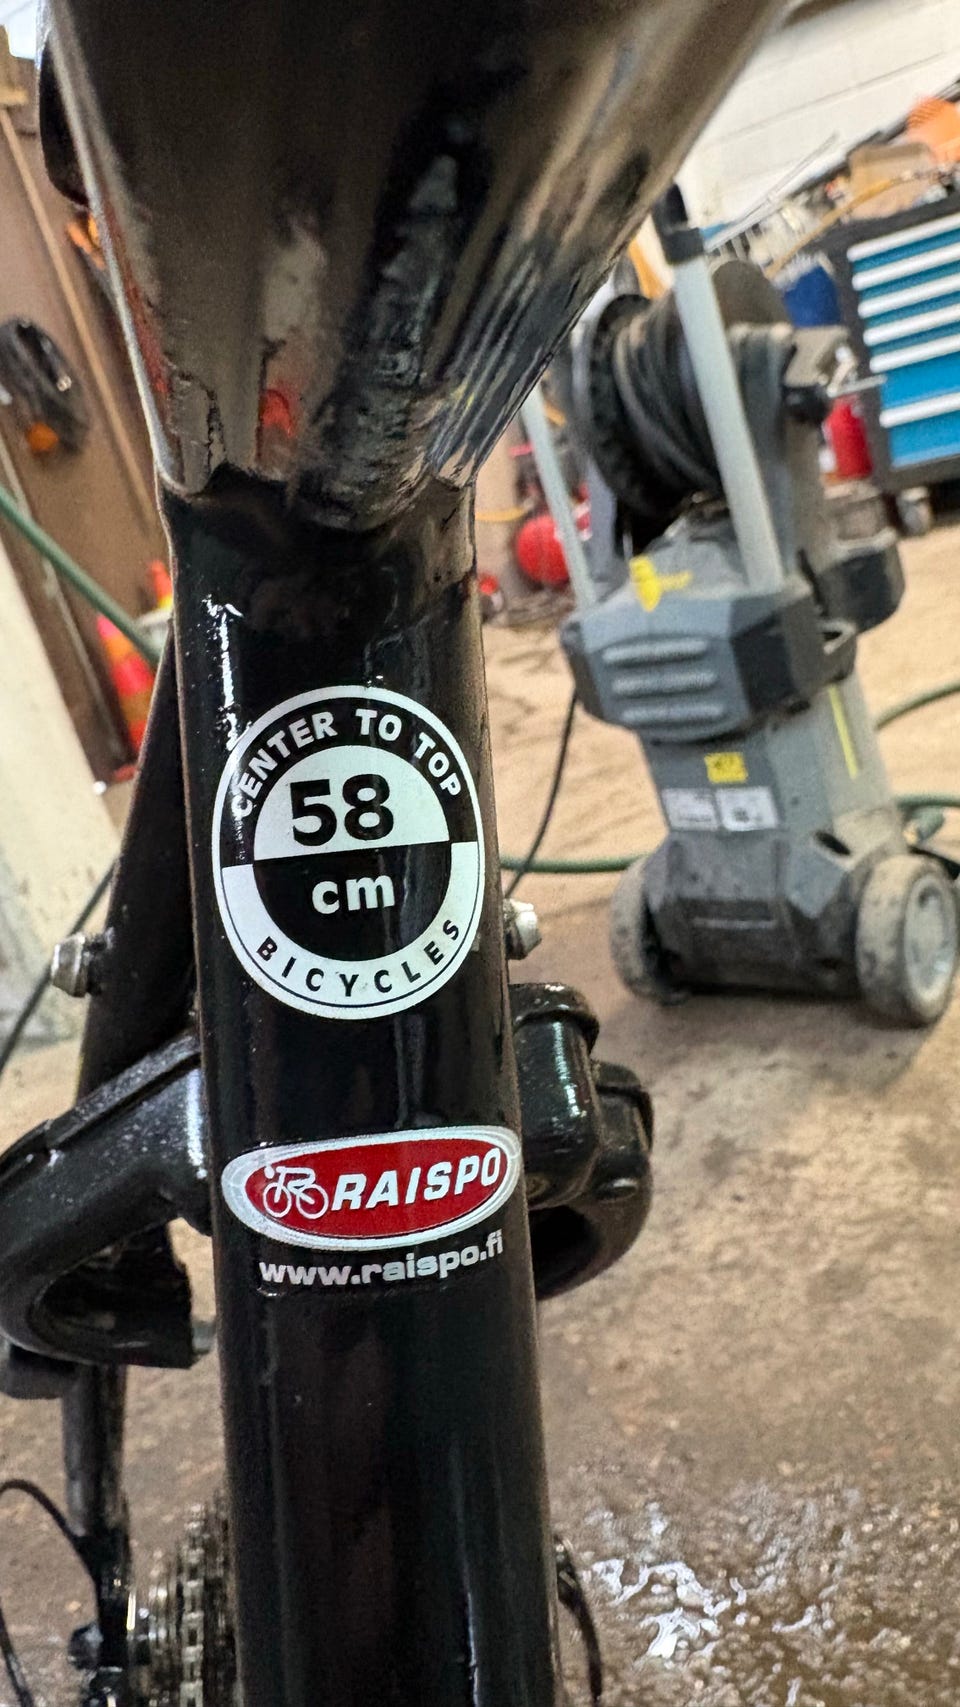 CENTER TO TOP
58
cm
BICYCLES
RAISPO
www.raispo.fi